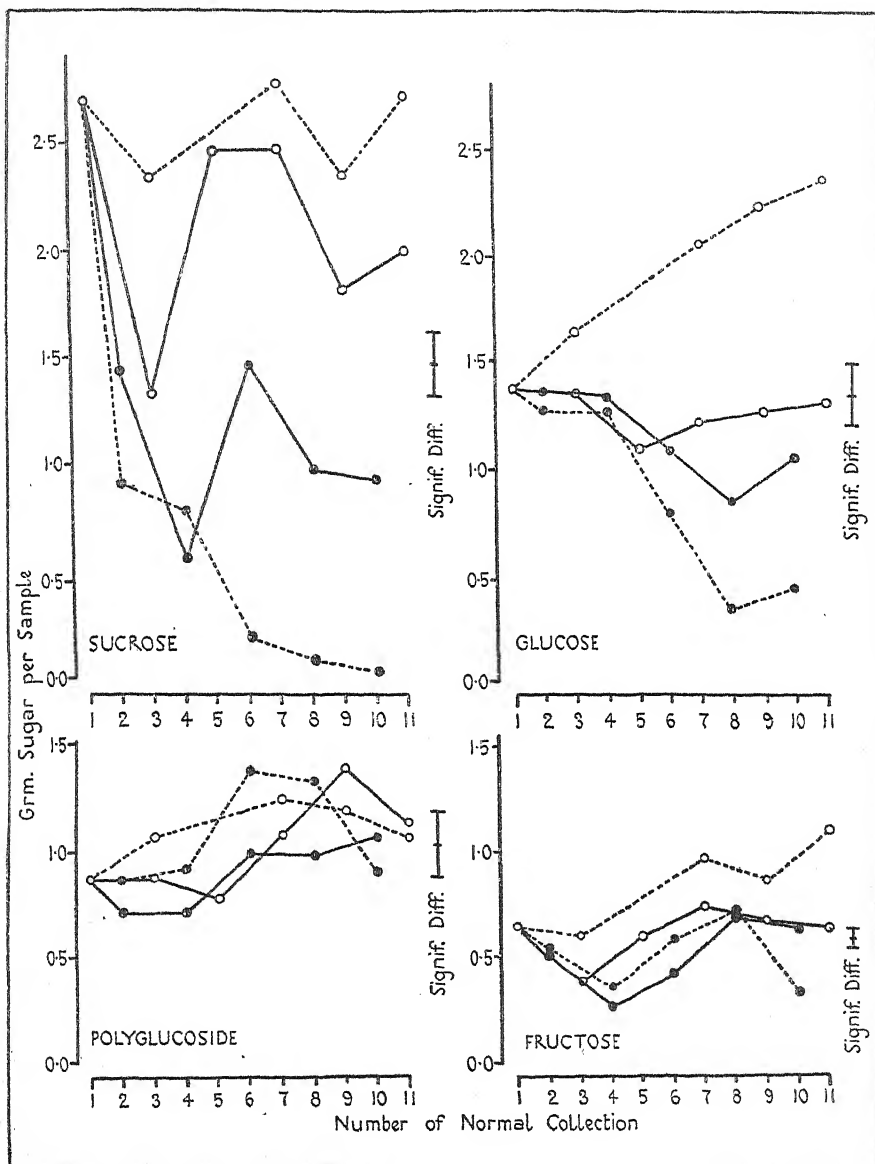 2·5
2·0
1·5
1·0
0·5
0·0
SUCROSE
Signif. Diff.
1 2 3 4 5 6 7 8 9 10 11
2·5
2·0
1·5
1·0
0·5
0·0
GLUCOSE
Signif. Diff.
1 2 3 4 5 6 7 8 9 10 11
Grm. Sugar per Sample
1·5
1·0
0·5
0·0
POLYGLUCOSIDE
Signif. Diff.
1 2 3 4 5 6 7 8 9 10 11
1·5
1·0
0·5
0·0
FRUCTOSE
Signif. Diff.
1 2 3 4 5 6 7 8 9 10 11
Number of Normal Collection